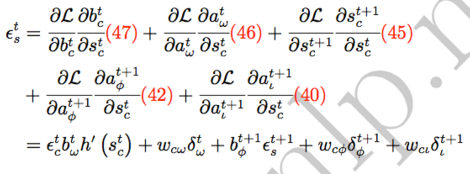 ϵ_s^t = ∂ℒ/∂b_c^t ∂b_c^t/∂s_c^t (47) + ∂ℒ/∂a_ω^t ∂a_ω^t/∂s_c^t (46) + ∂ℒ/∂s_c^{t+1} ∂s_c^{t+1}/∂s_c^t (45)
+ ∂ℒ/∂a_ϕ^{t+1} ∂a_ϕ^{t+1}/∂s_c^t (42) + ∂ℒ/∂a_ι^{t+1} ∂a_ι^{t+1}/∂s_c^t (40)
= ϵ_c^t b_ω^t h′ (s_c^t) + w_{cω} δ_ω^t + b_ϕ^{t+1} ϵ_s^{t+1} + w_{cϕ} δ_ϕ^{t+1} + w_{cι} δ_ι^{t+1}
nlp.n